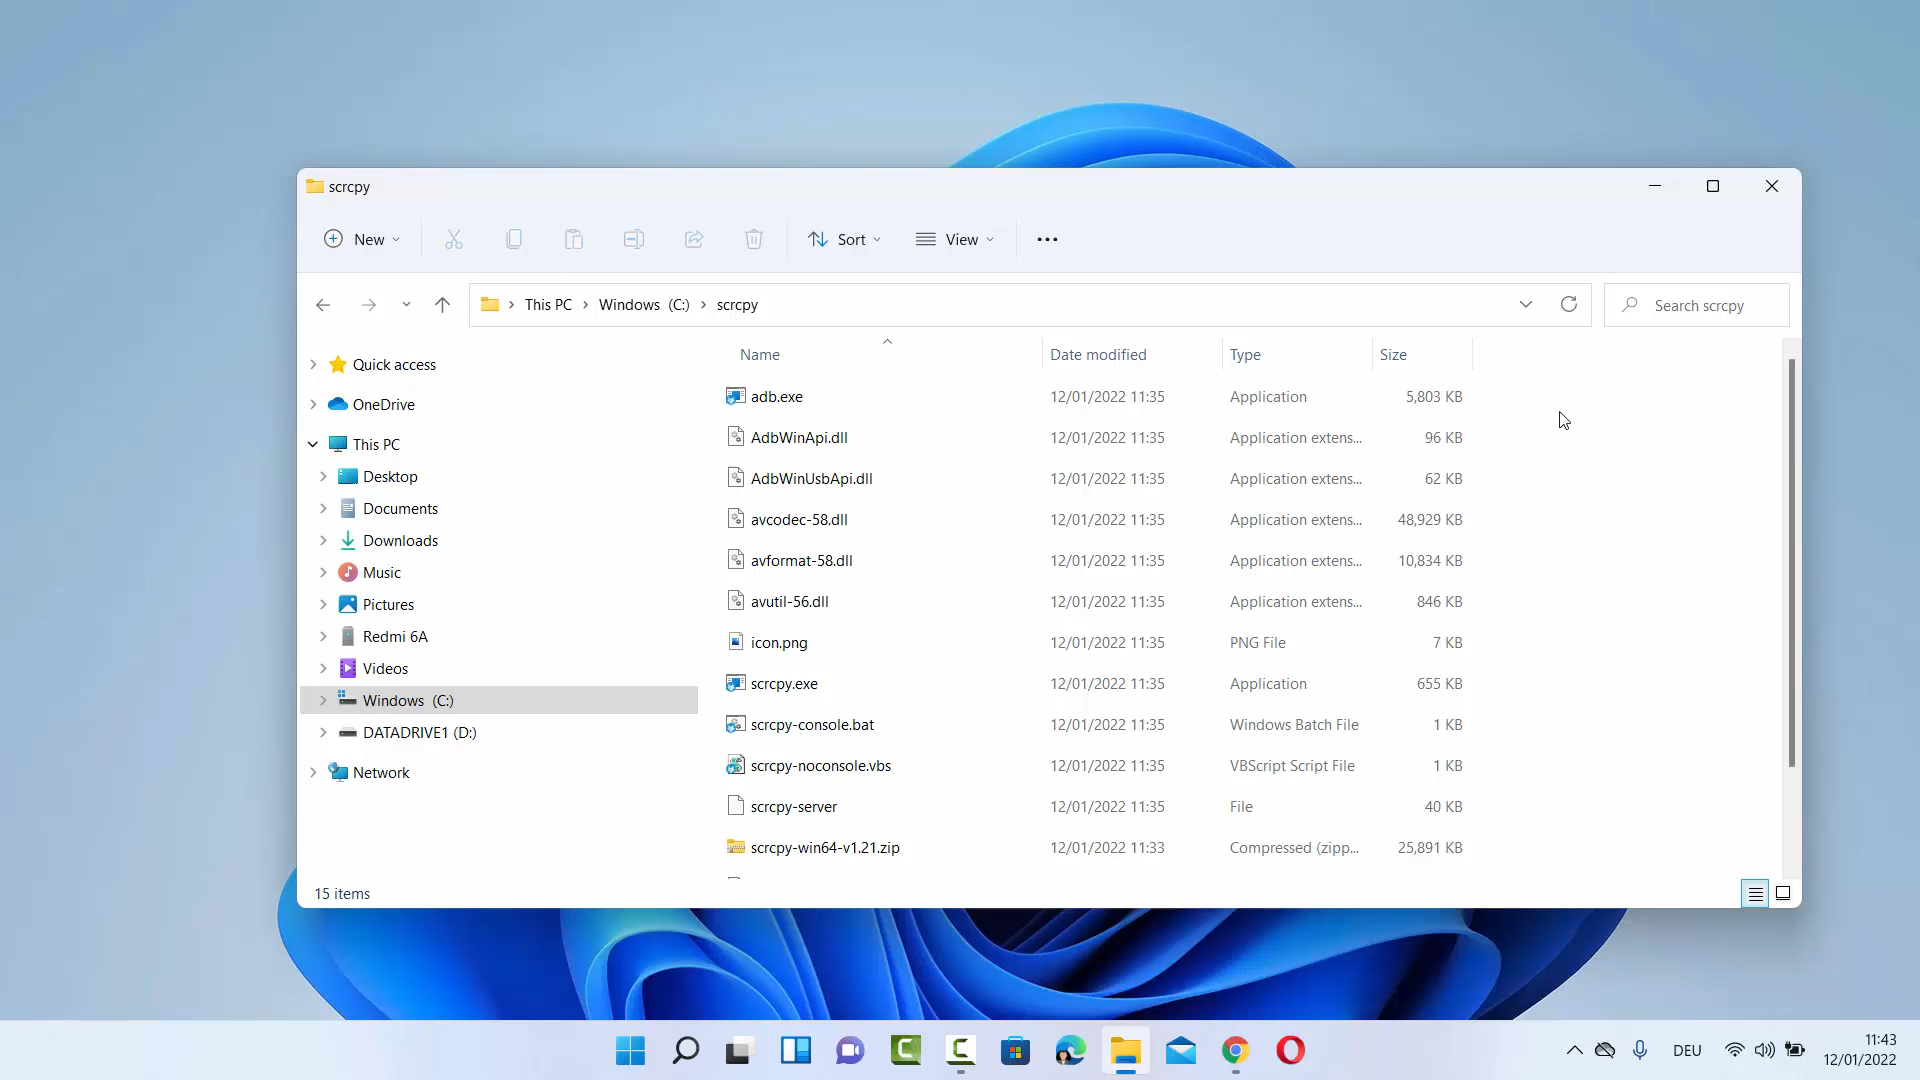 scrcpy
New
Sort
View
This PC
Windows (C:)
scrcpy
Search scrcpy
Quick access
OneDrive
This PC
Desktop
Documents
Downloads
Music
Pictures
Redmi 6A
Videos
Windows (C:)
DATADRIVE1 (D:)
Network
Name Date modified Type Size
adb.exe 12/01/2022 11:35 Application 5,803 KB
AdbWinApi.dll 12/01/2022 11:35 Application extens... 96 KB
AdbWinUsbApi.dll 12/01/2022 11:35 Application extens... 62 KB
avcodec-58.dll 12/01/2022 11:35 Application extens... 48,929 KB
avformat-58.dll 12/01/2022 11:35 Application extens... 10,834 KB
avutil-56.dll 12/01/2022 11:35 Application extens... 846 KB
icon.png 12/01/2022 11:35 PNG File 7 KB
scrcpy.exe 12/01/2022 11:35 Application 655 KB
scrcpy-console.bat 12/01/2022 11:35 Windows Batch File 1 KB
scrcpy-noconsole.vbs 12/01/2022 11:35 VBScript Script File 1 KB
scrcpy-server 12/01/2022 11:35 File 40 KB
scrcpy-win64-v1.21.zip 12/01/2022 11:33 Compressed (zipp... 25,891 KB
15 items
DEU
11:43
12/01/2022